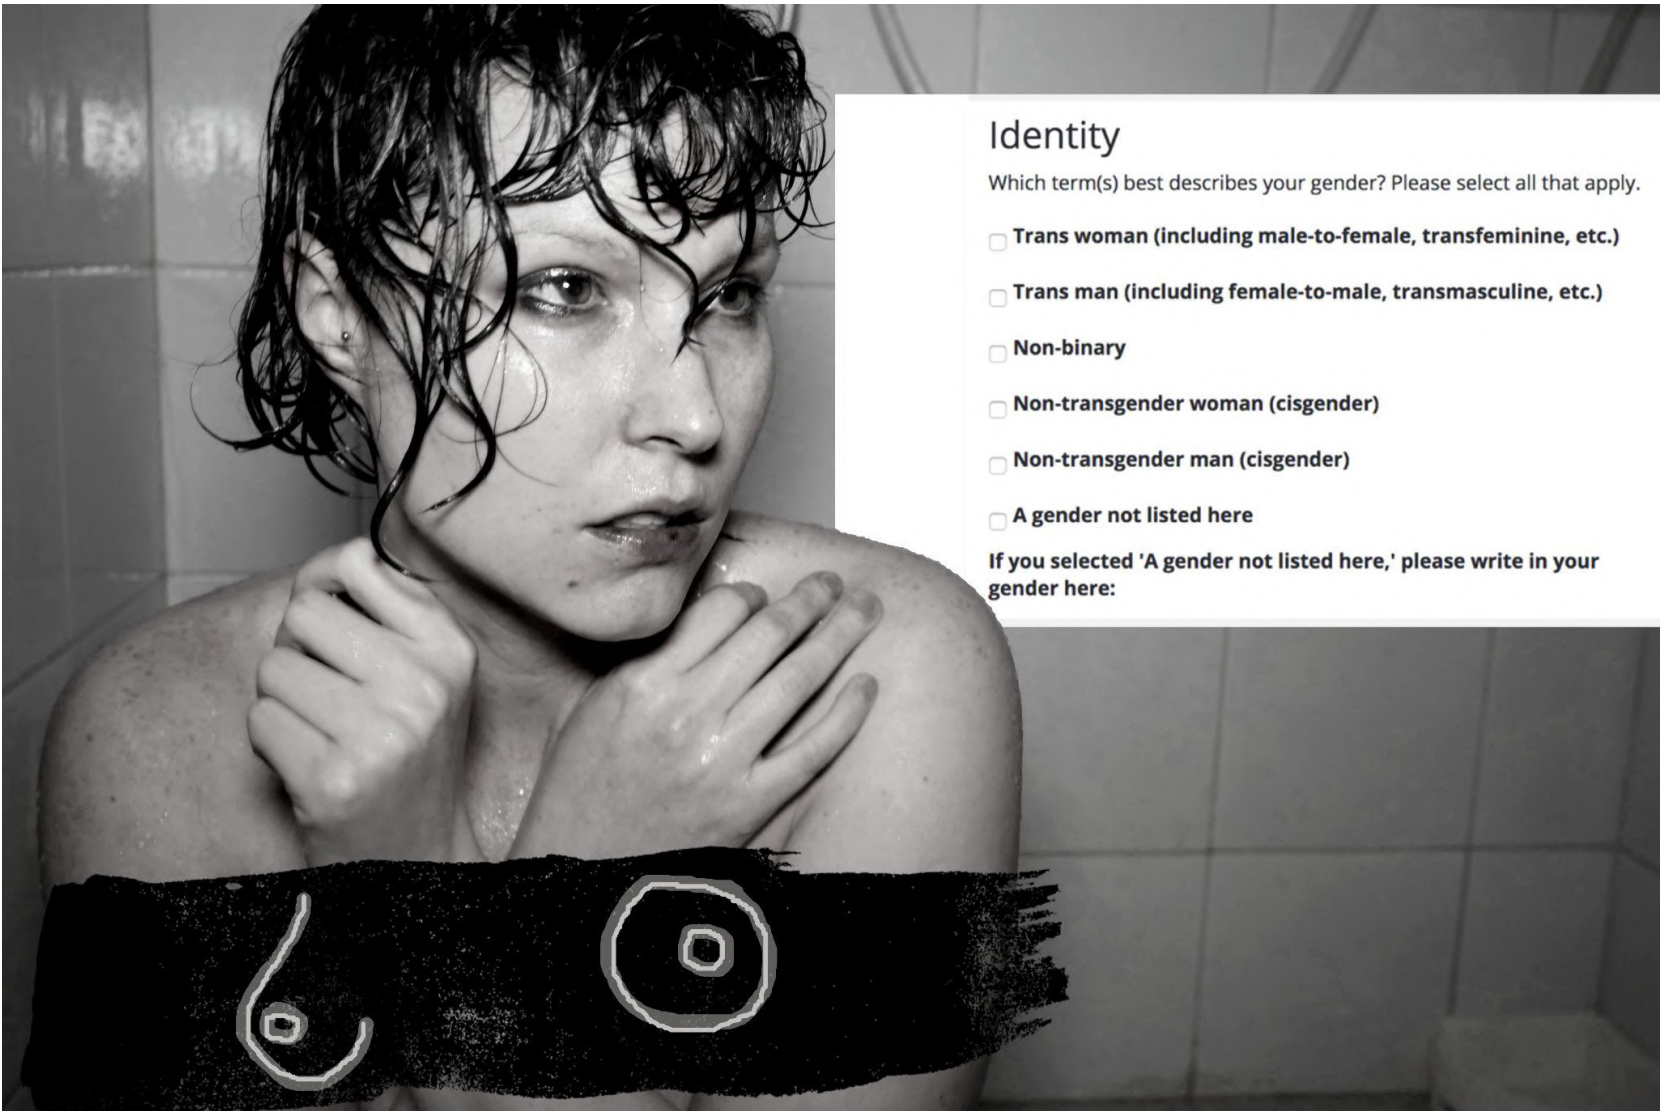 Identity
Which term(s) best describes your gender? Please select all that apply.
Trans woman (including male-to-female, transfeminine, etc.)
Trans man (including female-to-male, transmasculine, etc.)
Non-binary
Non-transgender woman (cisgender)
Non-transgender man (cisgender)
A gender not listed here
If you selected 'A gender not listed here,' please write in your
gender here: